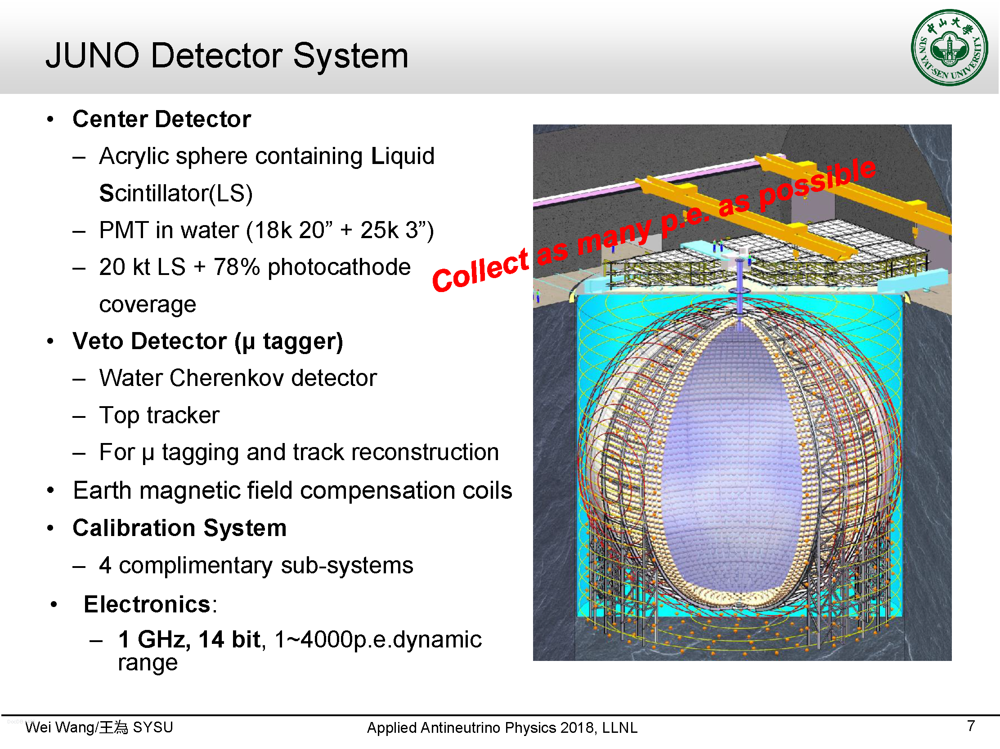 JUNO Detector System
中山大學
SUN YAT-SEN UNIVERSITY
• Center Detector
– Acrylic sphere containing Liquid
Scintillator(LS)
– PMT in water (18k 20” + 25k 3”)
– 20 kt LS + 78% photocathode
coverage
Collect as many p.e. as possible
• Veto Detector (μ tagger)
– Water Cherenkov detector
– Top tracker
– For μ tagging and track reconstruction
• Earth magnetic field compensation coils
• Calibration System
– 4 complimentary sub-systems
• Electronics:
– 1 GHz, 14 bit, 1~4000p.e.dynamic
range
DocDB
Wei Wang/王為 SYSU
Applied Antineutrino Physics 2018, LLNL
7